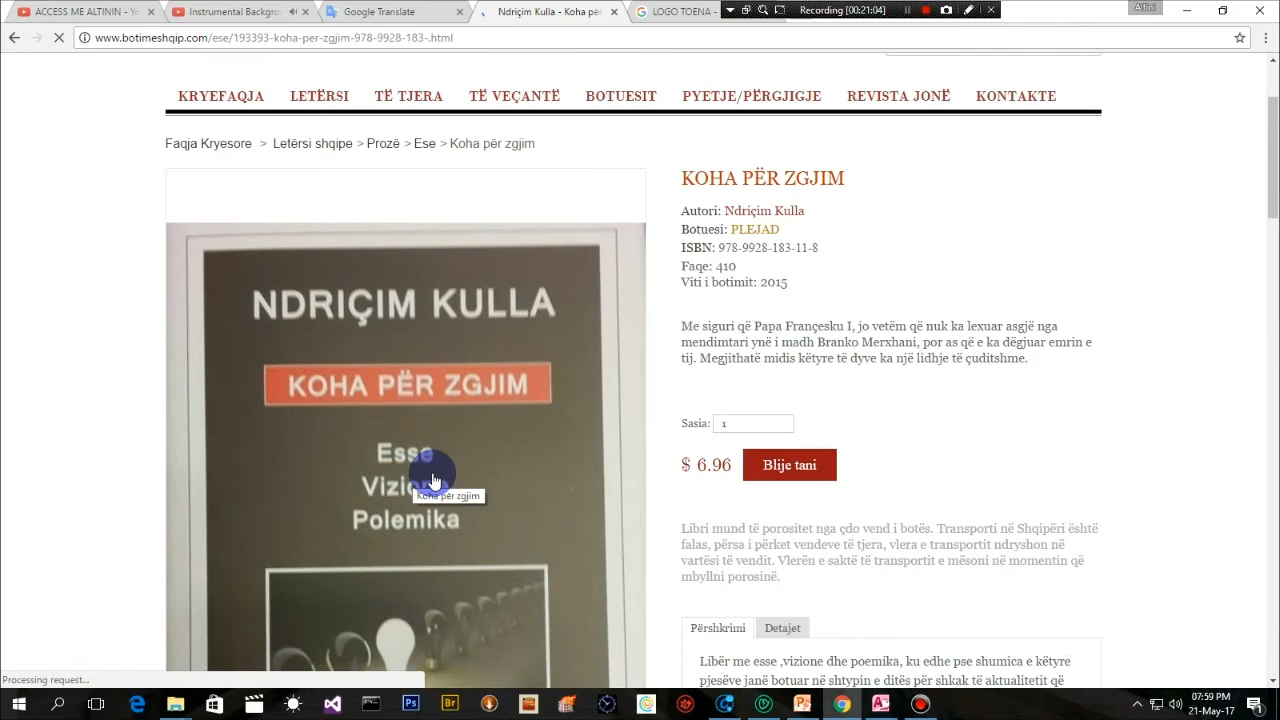 ACCESS ME ALTININ - Yo
Instrumental Backgroun
Google Translate
Ndriçim Kulla - Koha për
LOGO TOENA -
Recording [00:21:04]
Altini
www.botimeshqip.com/ese/193393-koha-per-zgjim-978-9928-183-.html
KRYEFAQJA LETËRSI TË TJERA TË VEÇANTË BOTUESIT PYETJE/PËRGJIGJE REVISTA JONË KONTAKTE
Faqja Kryesore > Letërsi shqipe > Prozë > Ese > Koha për zgjim
NDRIÇIM KULLA
KOHA PËR ZGJIM
Esse
Vizione
Polemika
Koha për zgjim
KOHA PËR ZGJIM
Autori: Ndriçim Kulla
Botuesi: PLEJAD
ISBN: 978-9928-183-11-8
Faqe: 410
Viti i botimit: 2015
Me siguri që Papa Françesku I, jo vetëm që nuk ka lexuar asgjë nga
mendimtari ynë i madh Branko Merxhani, por as që e ka dëgjuar emrin e
tij. Megjithatë midis këtyre të dyve ka një lidhje të çuditshme.
Sasia: 1
$ 6.96 Blije tani
Libri mund të porositet nga çdo vend i botës. Transporti në Shqipëri është
falas, përsa i përket vendeve të tjera, vlera e transportit ndryshon në
vartësi të vendit. Vlerën e saktë të transportit e mësoni në momentin që
mbyllni porosinë.
Përshkrimi Detajet
Libër me esse ,vizione dhe poemika, ku edhe pse shumica e këtyre
pjesëve janë botuar në shtypin e ditës për shkak të aktualitetit që
Processing request...
07:59 PM
21-May-17